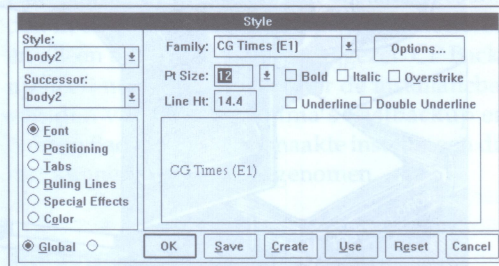 Style
Style:
body2
Successor:
body2
Font
Positioning
Tabs
Ruling Lines
Special Effects
Color
Global
Family: CG Times (E1) Options...
Pt Size: 12 Bold Italic Overstrike
Line Ht: 14.4 Underline Double Underline
CG Times (E1)
OK Save Create Use Reset Cancel